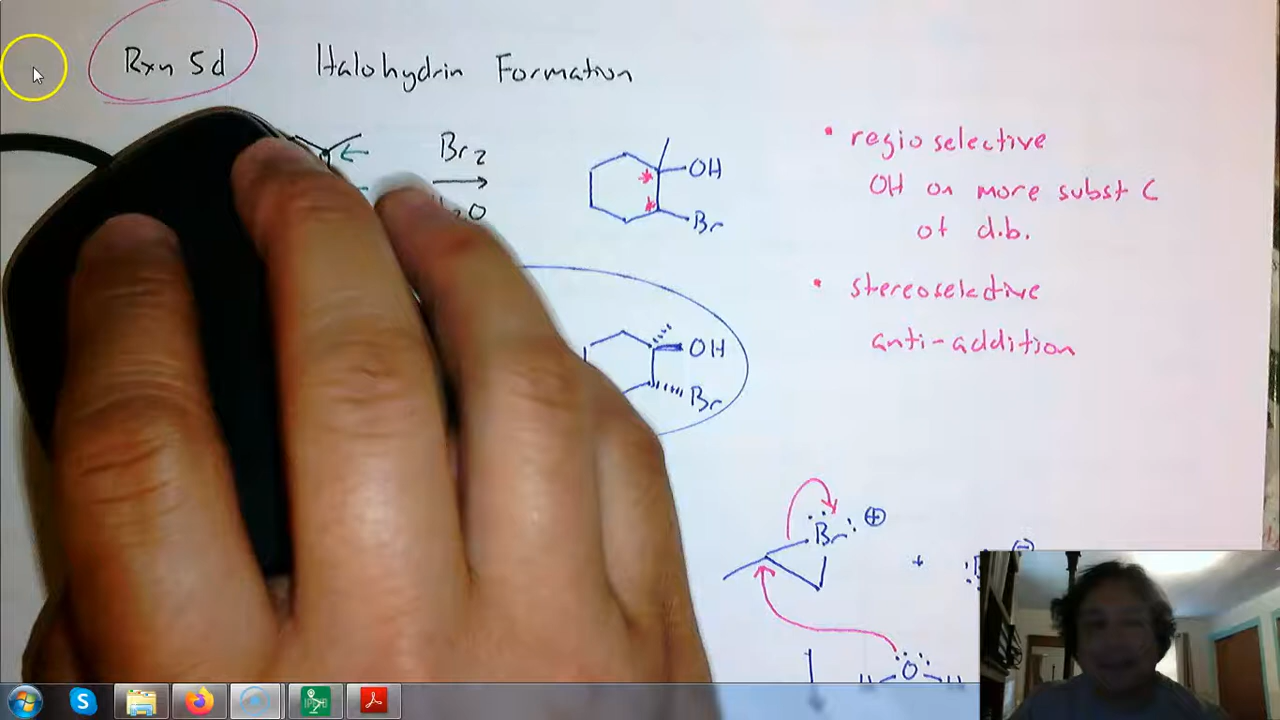 Rxn 5d Halohydrin Formation
Br2
OH
Br
• regioselective
OH on more subst C
of d.b.
• stereoselective
anti-addition
OH
Br
Br +
+
O
S